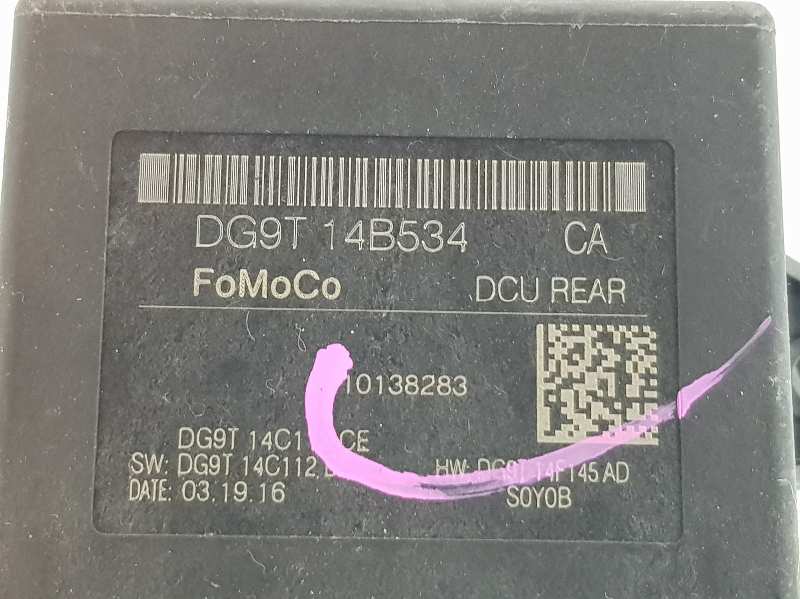 DG9T 14B534 CA
FoMoCo DCU REAR
10138283
DG9T CE
SW: DG9T 14C112 HW: DG9T 14F145 AD
DATE: 03.19.16 S0Y0B